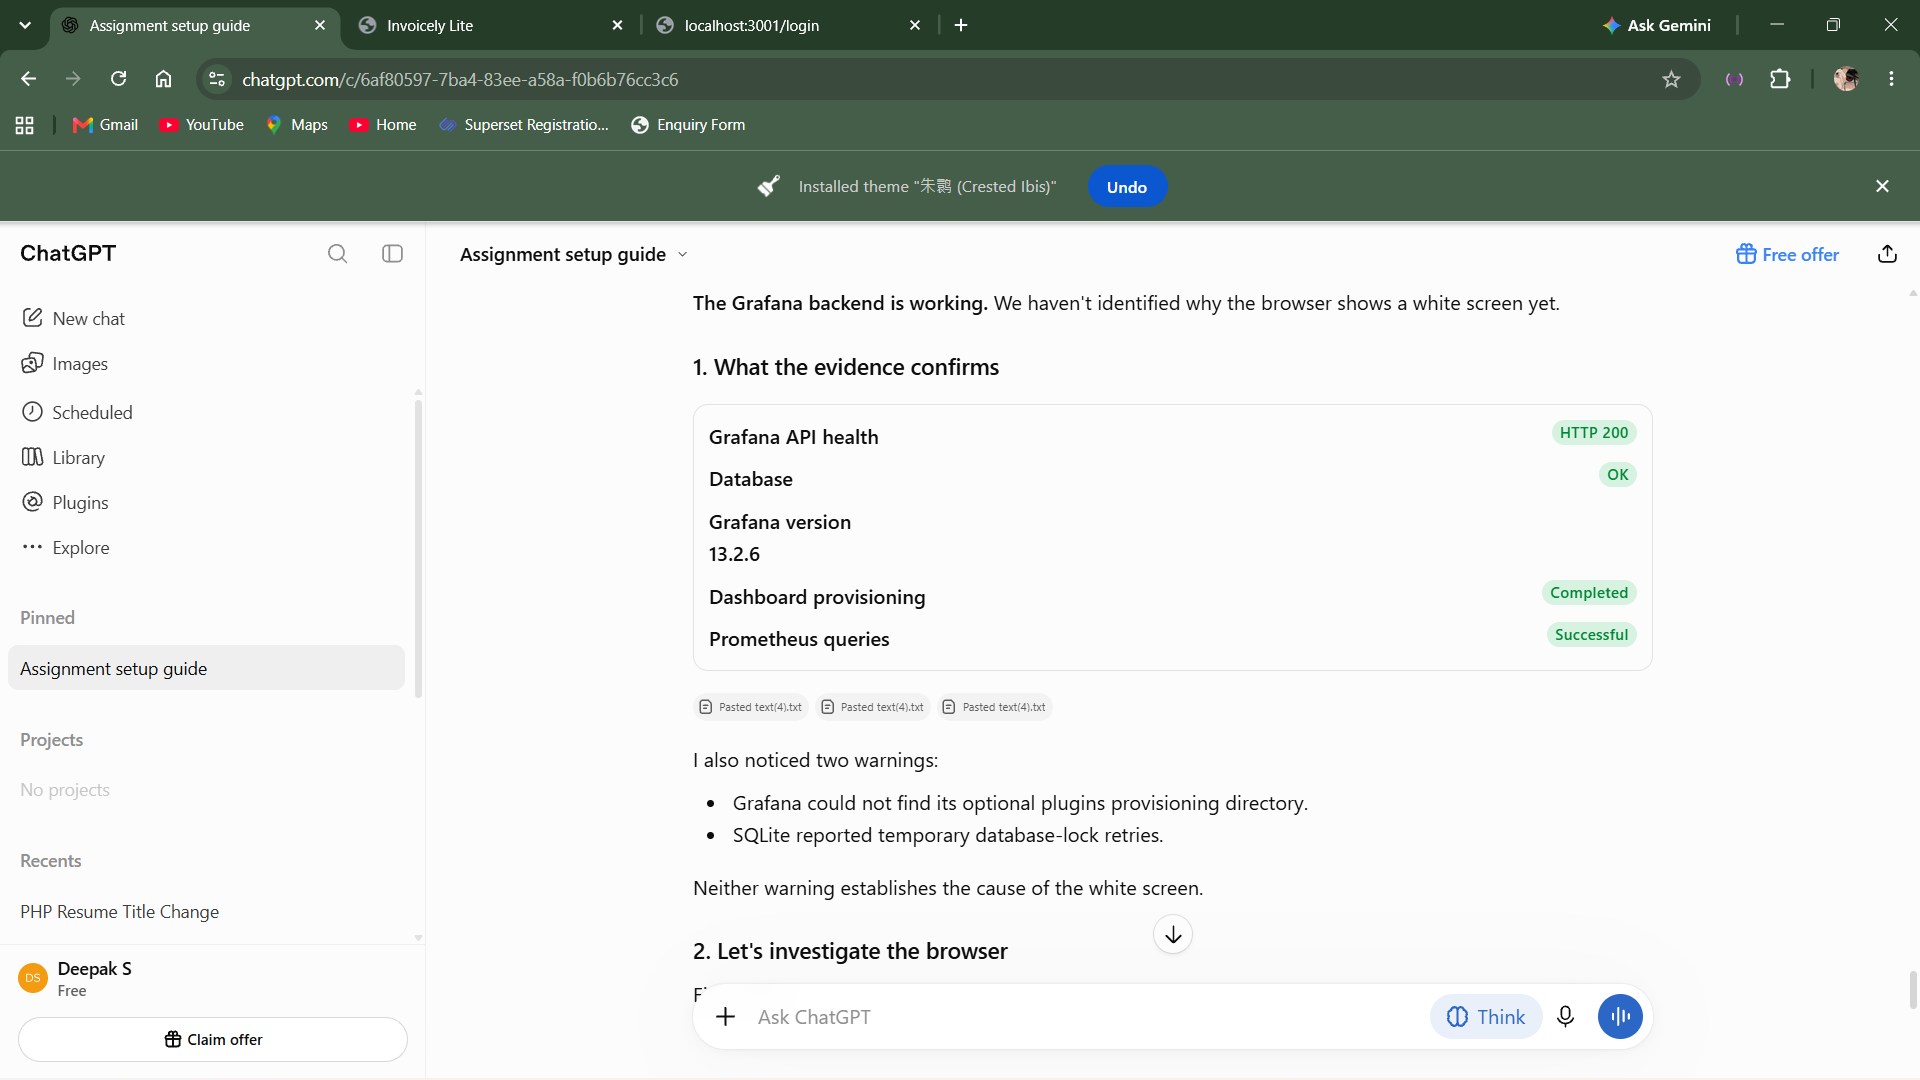 Assignment setup guide
Invoicely Lite
localhost:3001/login
Ask Gemini
chatgpt.com/c/6af80597-7ba4-83ee-a58a-f0b6b76cc3c6
Gmail
YouTube
Maps
Home
Superset Registratio...
Enquiry Form
Installed theme "朱鹮 (Crested Ibis)"
Undo
ChatGPT
New chat
Images
Scheduled
Library
Plugins
Explore
Pinned
Assignment setup guide
Projects
No projects
Recents
PHP Resume Title Change
DS
Deepak S
Free
Claim offer
Assignment setup guide
Free offer
The Grafana backend is working. We haven't identified why the browser shows a white screen yet.
1. What the evidence confirms
Grafana API health
HTTP 200
Database
OK
Grafana version
13.2.6
Dashboard provisioning
Completed
Prometheus queries
Successful
Pasted text(4).txt
Pasted text(4).txt
Pasted text(4).txt
I also noticed two warnings:
• Grafana could not find its optional plugins provisioning directory.
• SQLite reported temporary database-lock retries.
Neither warning establishes the cause of the white screen.
2. Let's investigate the browser
Ask ChatGPT
Think